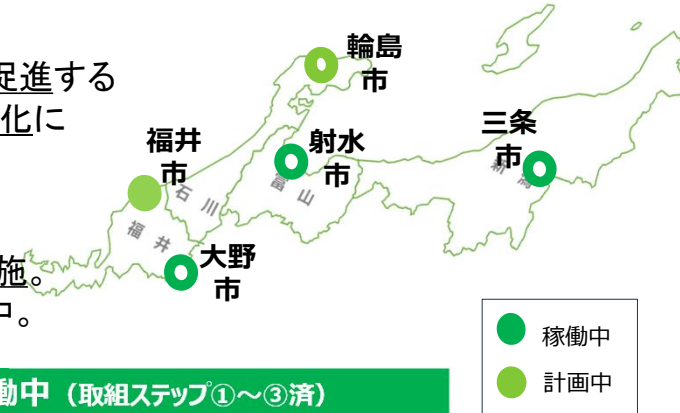 足進する
化に
施。
中。
輪島
市
三条
市
射水
市
福井
市
大野
市
新潟
富山
石川
福井
稼働中
計画中
働中（取組ステップ①～③済）